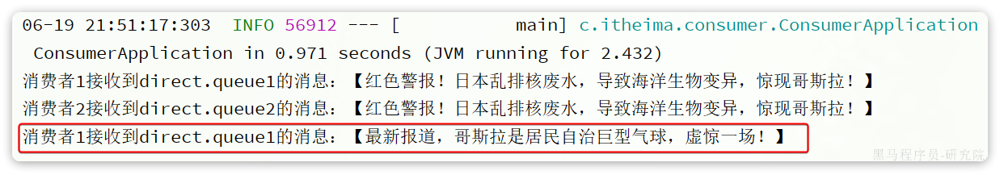 06-19 21:51:17:303  INFO 56912 --- [           main] c.itheima.consumer.ConsumerApplication
 ConsumerApplication in 0.971 seconds (JVM running for 2.432)
消费者1接收到direct.queue1的消息：【红色警报！日本乱排核废水，导致海洋生物变异，惊现哥斯拉！】
消费者2接收到direct.queue2的消息：【红色警报！日本乱排核废水，导致海洋生物变异，惊现哥斯拉！】
消费者1接收到direct.queue1的消息：【最新报道，哥斯拉是居民自治巨型气球，虚惊一场！】
黑马程序员-研究院